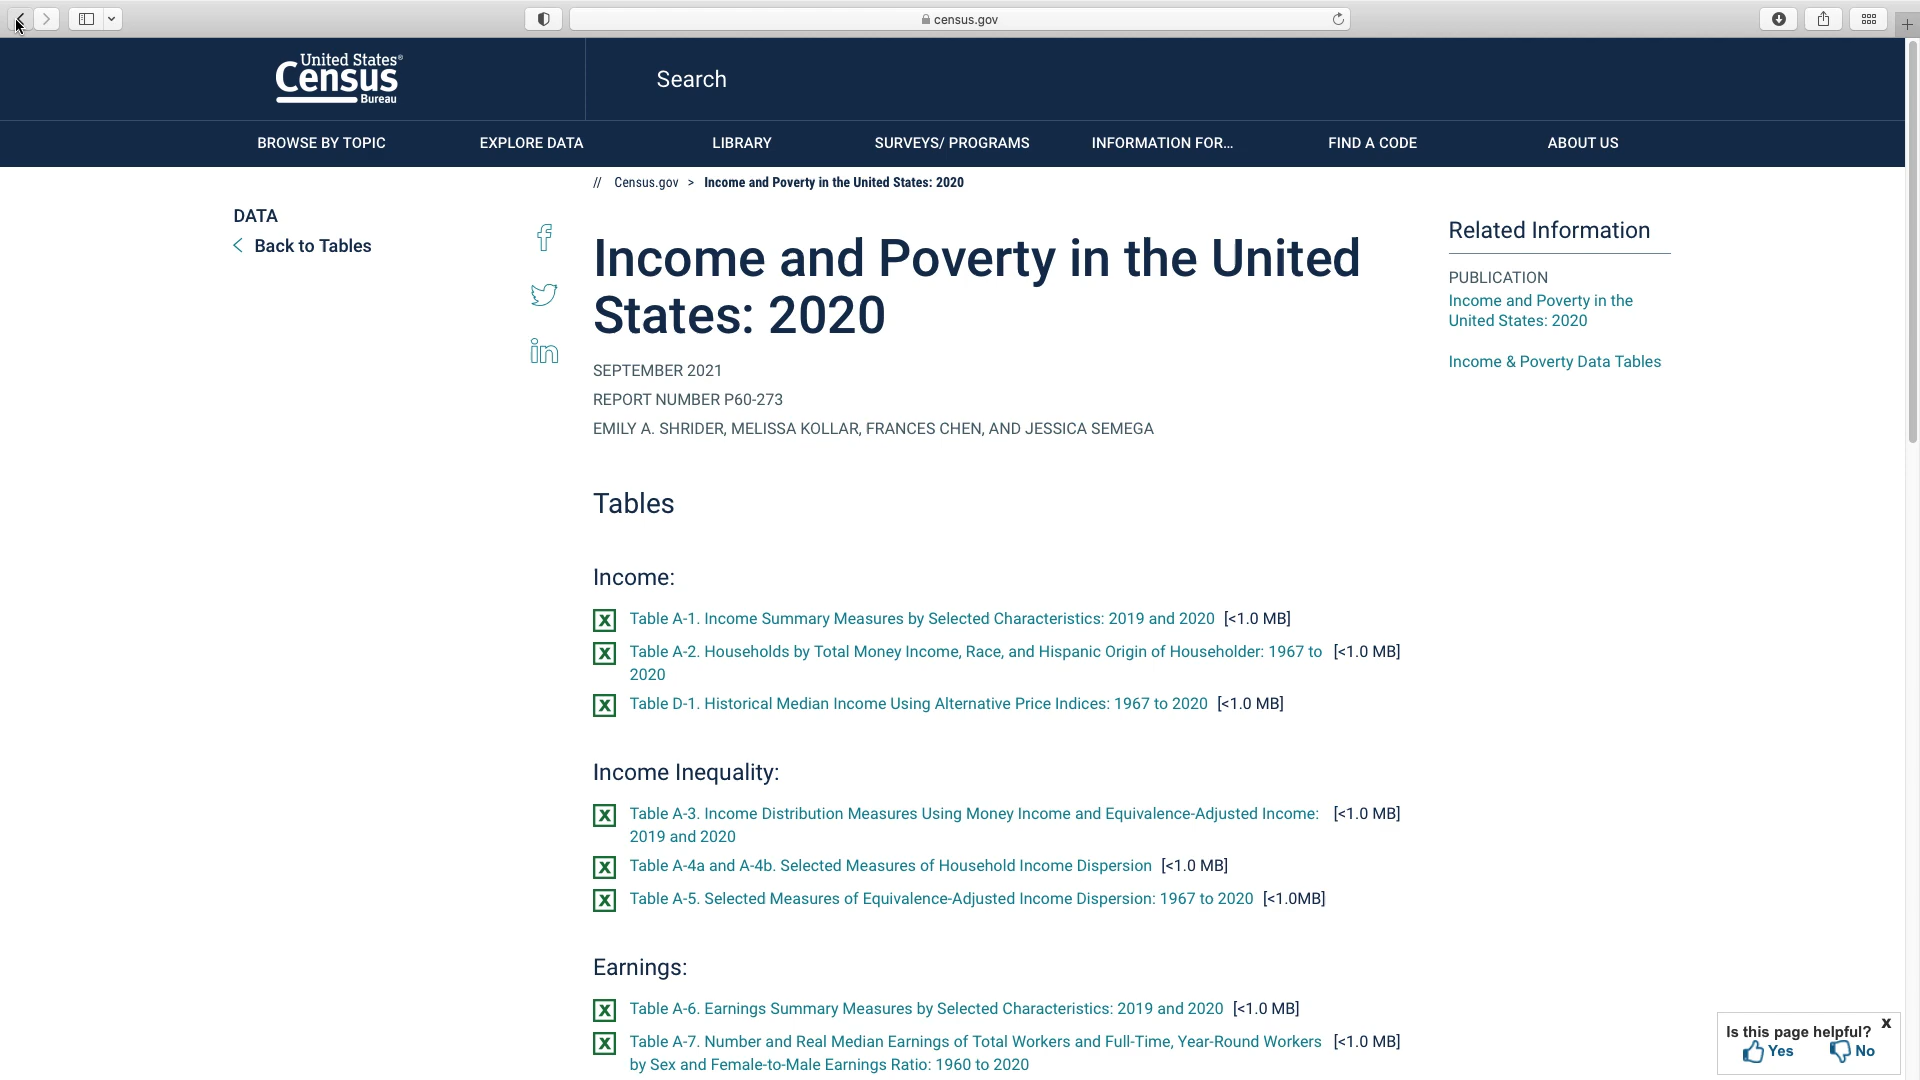 census.gov
United States®
Census
Bureau
Search
BROWSE BY TOPIC
EXPLORE DATA
LIBRARY
SURVEYS/ PROGRAMS
INFORMATION FOR...
FIND A CODE
ABOUT US
// Census.gov > Income and Poverty in the United States: 2020
DATA
Back to Tables
Income and Poverty in the United
States: 2020
SEPTEMBER 2021
REPORT NUMBER P60-273
EMILY A. SHRIDER, MELISSA KOLLAR, FRANCES CHEN, AND JESSICA SEMEGA
Related Information
PUBLICATION
Income and Poverty in the
United States: 2020
Income & Poverty Data Tables
Tables
Income:
Table A-1. Income Summary Measures by Selected Characteristics: 2019 and 2020 [<1.0 MB]
Table A-2. Households by Total Money Income, Race, and Hispanic Origin of Householder: 1967 to [<1.0 MB]
2020
Table D-1. Historical Median Income Using Alternative Price Indices: 1967 to 2020 [<1.0 MB]
Income Inequality:
Table A-3. Income Distribution Measures Using Money Income and Equivalence-Adjusted Income: [<1.0 MB]
2019 and 2020
Table A-4a and A-4b. Selected Measures of Household Income Dispersion [<1.0 MB]
Table A-5. Selected Measures of Equivalence-Adjusted Income Dispersion: 1967 to 2020 [<1.0MB]
Earnings:
Table A-6. Earnings Summary Measures by Selected Characteristics: 2019 and 2020 [<1.0 MB]
Table A-7. Number and Real Median Earnings of Total Workers and Full-Time, Year-Round Workers [<1.0 MB]
by Sex and Female-to-Male Earnings Ratio: 1960 to 2020
Is this page helpful? X
Yes No